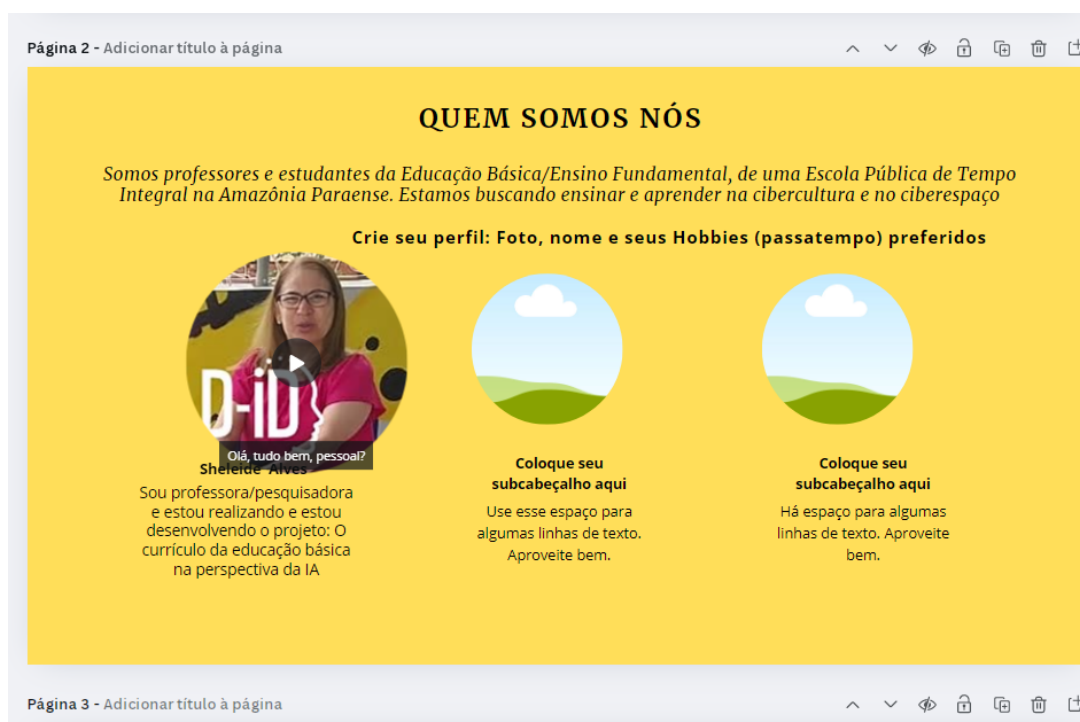 Página 2 - Adicionar título à página
QUEM SOMOS NÓS
Somos professores e estudantes da Educação Básica/Ensino Fundamental, de uma Escola Pública de Tempo
Integral na Amazônia Paraense. Estamos buscando ensinar e aprender na cibercultura e no ciberespaço
Crie seu perfil: Foto, nome e seus Hobbies (passatempo) preferidos
D-iD
Olá, tudo bem, pessoal?
Sheleide Alves
Sou professora/pesquisadora
e estou realizando e estou
desenvolvendo o projeto: O
currículo da educação básica
na perspectiva da IA
Coloque seu
subcabeçalho aqui
Use esse espaço para
algumas linhas de texto.
Aproveite bem.
Coloque seu
subcabeçalho aqui
Há espaço para algumas
linhas de texto. Aproveite
bem.
Página 3 - Adicionar título à página